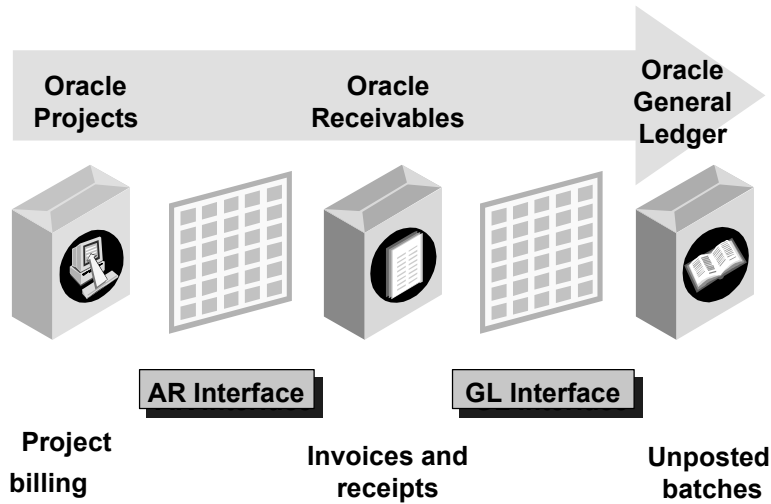 Oracle
Projects
Oracle
Receivables
Oracle
General
Ledger
AR Interface
GL Interface
Project
billing
Invoices and
receipts
Unposted
batches